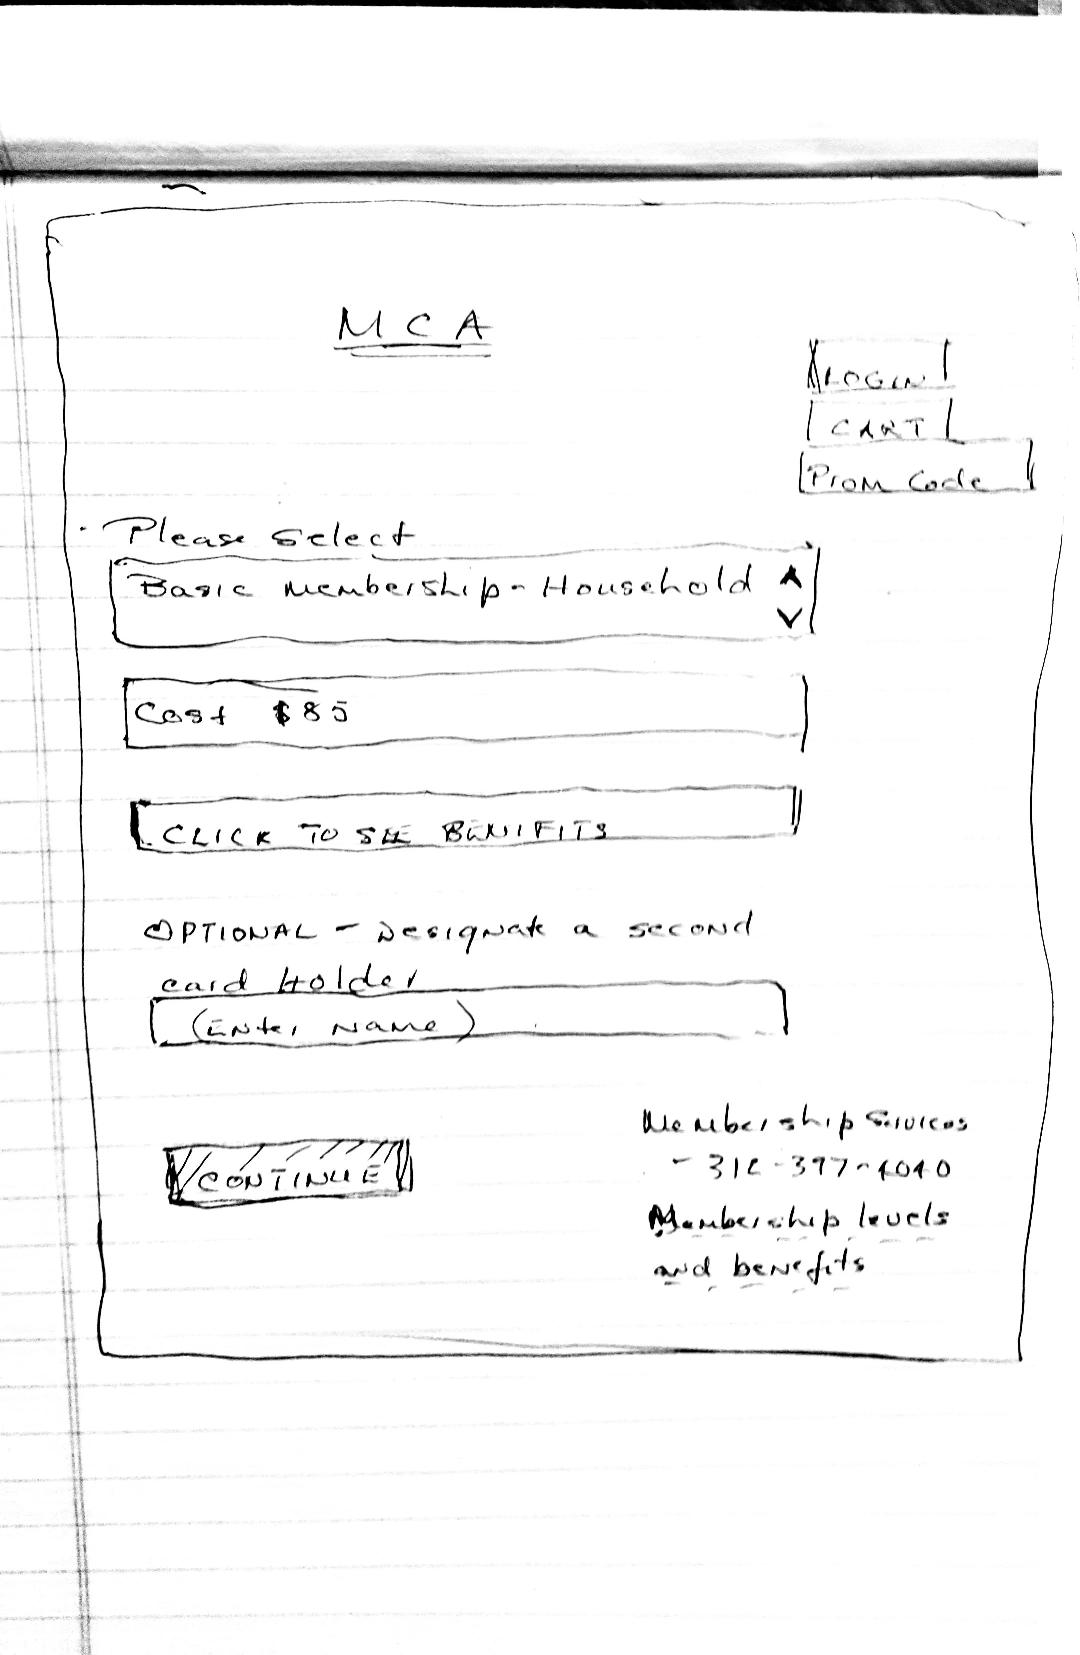 MCA
LOGIN
CART
Prom Code
Please Select
Basic Membership - Household
Cost $85
CLICK TO SEE BENIFITS
OPTIONAL - Designate a second
card Holder
(Enter Name)
CONTINUE
Membership Services
- 312-397-4040
Membership levels
and benefits